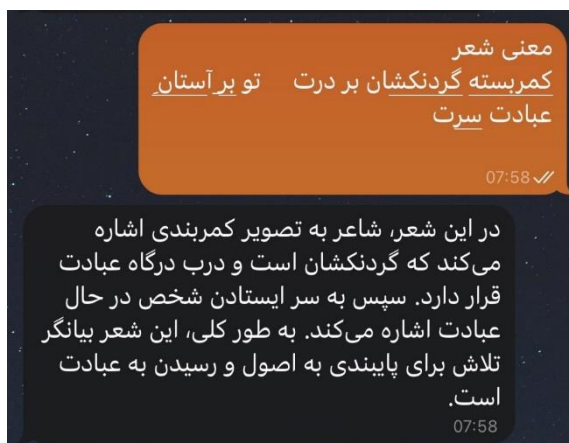 معنی شعر
کمربسته گردنکشان بر درت    تو بر آستان
عبادت سرت
07:58
در این شعر، شاعر به تصویر کمربندی اشاره
می‌کند که گردنکشان است و درب درگاه عبادت
قرار دارد. سپس به سر ایستادن شخص در حال
عبادت اشاره می‌کند. به طور کلی، این شعر بیانگر
تلاش برای پایبندی به اصول و رسیدن به عبادت
است.
07:58